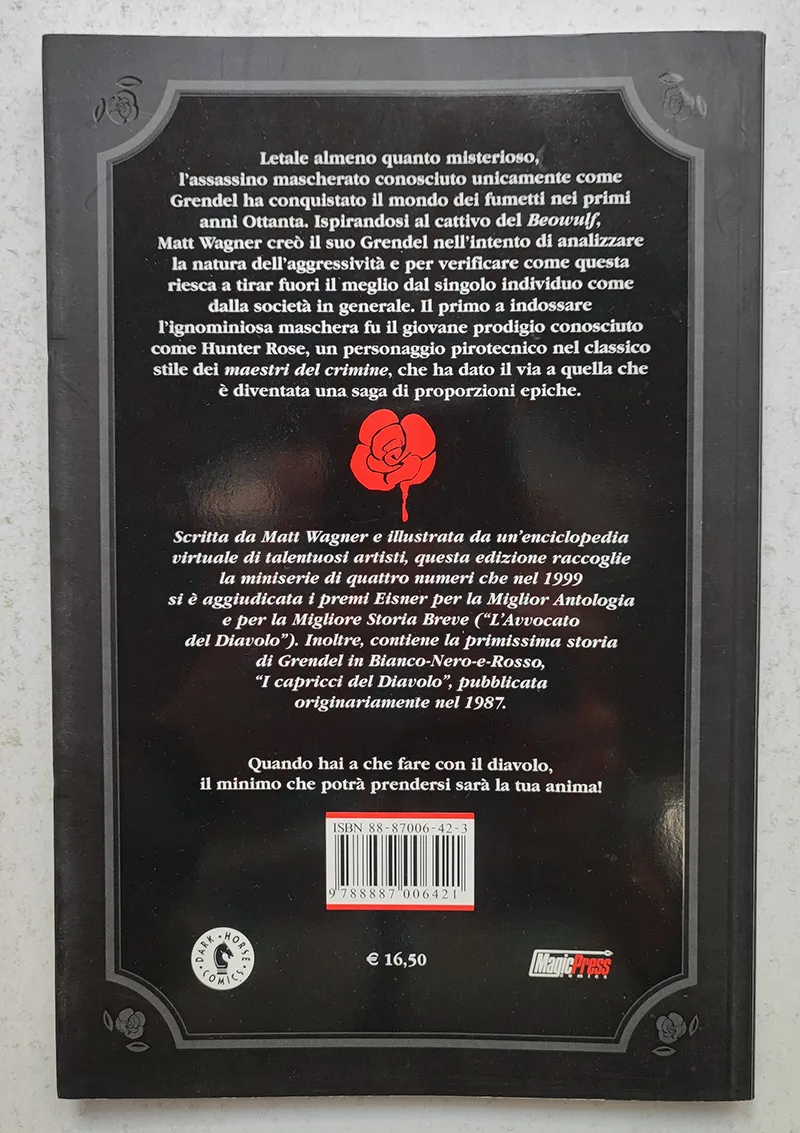 Letale almeno quanto misterioso,
l'assassino mascherato conosciuto unicamente come
Grendel ha conquistato il mondo dei fumetti nei primi
anni Ottanta. Ispirandosi al cattivo del Beowulf,
Matt Wagner creò il suo Grendel nell'intento di analizzare
la natura dell'aggressività e per verificare come questa
riesca a tirar fuori il meglio dal singolo individuo come
dalla società in generale. Il primo a indossare
l'ignominiosa maschera fu il giovane prodigio conosciuto
come Hunter Rose, un personaggio pirotecnico nel classico
stile dei maestri del crimine, che ha dato il via a quella che
è diventata una saga di proporzioni epiche.
Scritta da Matt Wagner e illustrata da un'enciclopedia
virtuale di talentuosi artisti, questa edizione raccoglie
la miniserie di quattro numeri che nel 1999
si è aggiudicata i premi Eisner per la Miglior Antologia
e per la Migliore Storia Breve ("L'Avvocato
del Diavolo"). Inoltre, contiene la primissima storia
di Grendel in Bianco-Nero-e-Rosso,
"I capricci del Diavolo", pubblicata
originariamente nel 1987.
Quando hai a che fare con il diavolo,
il minimo che potrà prendersi sarà la tua anima!
ISBN 88-87006-42-3
9 788887 006421
DARK HORSE COMICS
€ 16,50
MagicPress
COMICS